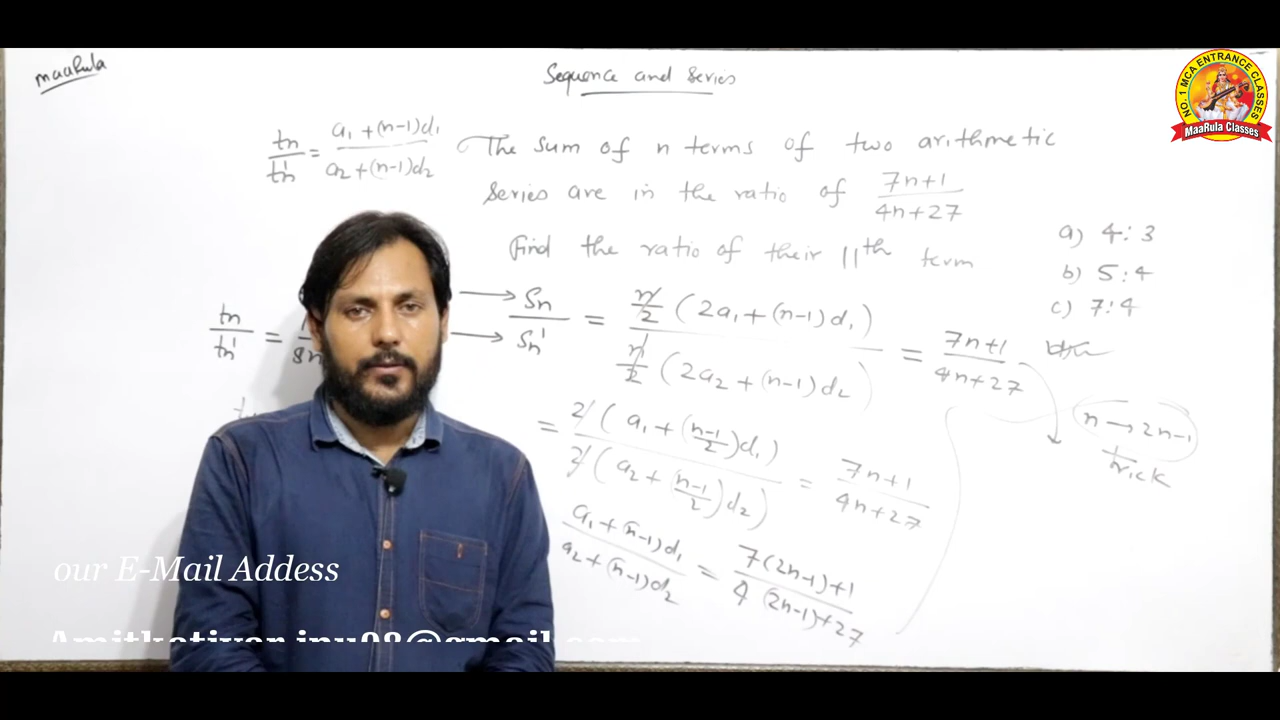 MaaRula
Sequence and Series
NO. 1 MCA ENTRANCE CLASSES
MaaRula Classes
tn/tn' = (a1 + (n-1)d1)/(a2 + (n-1)d2)
The sum of n terms of two arithmetic
series are in the ratio of (7n+1)/(4n+27)
Find the ratio of their 11th term
a) 4:3
b) 5:4
c) 7:4
tn/tn' =
8n
→ Sn/Sn' = (n/2 (2a1 + (n-1)d1))/(n/2 (2a2 + (n-1)d2)) = (7n+1)/(4n+27)
n → 2n-1
trick
= (2(a1 + ((n-1)/2)d1))/(2(a2 + ((n-1)/2)d2)) = (7n+1)/(4n+27)
(a1 + (n-1)d1)/(a2 + (n-1)d2) = (7(2n-1)+1)/(4(2n-1)+27)
our E-Mail Addess